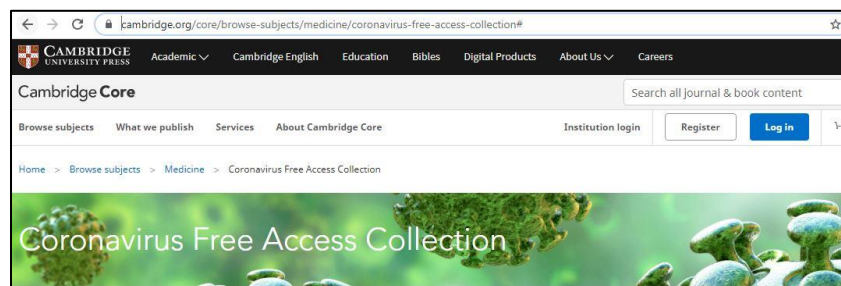 cambridge.org/core/browse-subjects/medicine/coronavirus-free-access-collection#
CAMBRIDGE
UNIVERSITY PRESS
Academic Cambridge English Education Bibles Digital Products About Us Careers
Cambridge Core
Search all journal & book content
Browse subjects What we publish Services About Cambridge Core Institution login Register Log in
Home > Browse subjects > Medicine > Coronavirus Free Access Collection
Coronavirus Free Access Collection